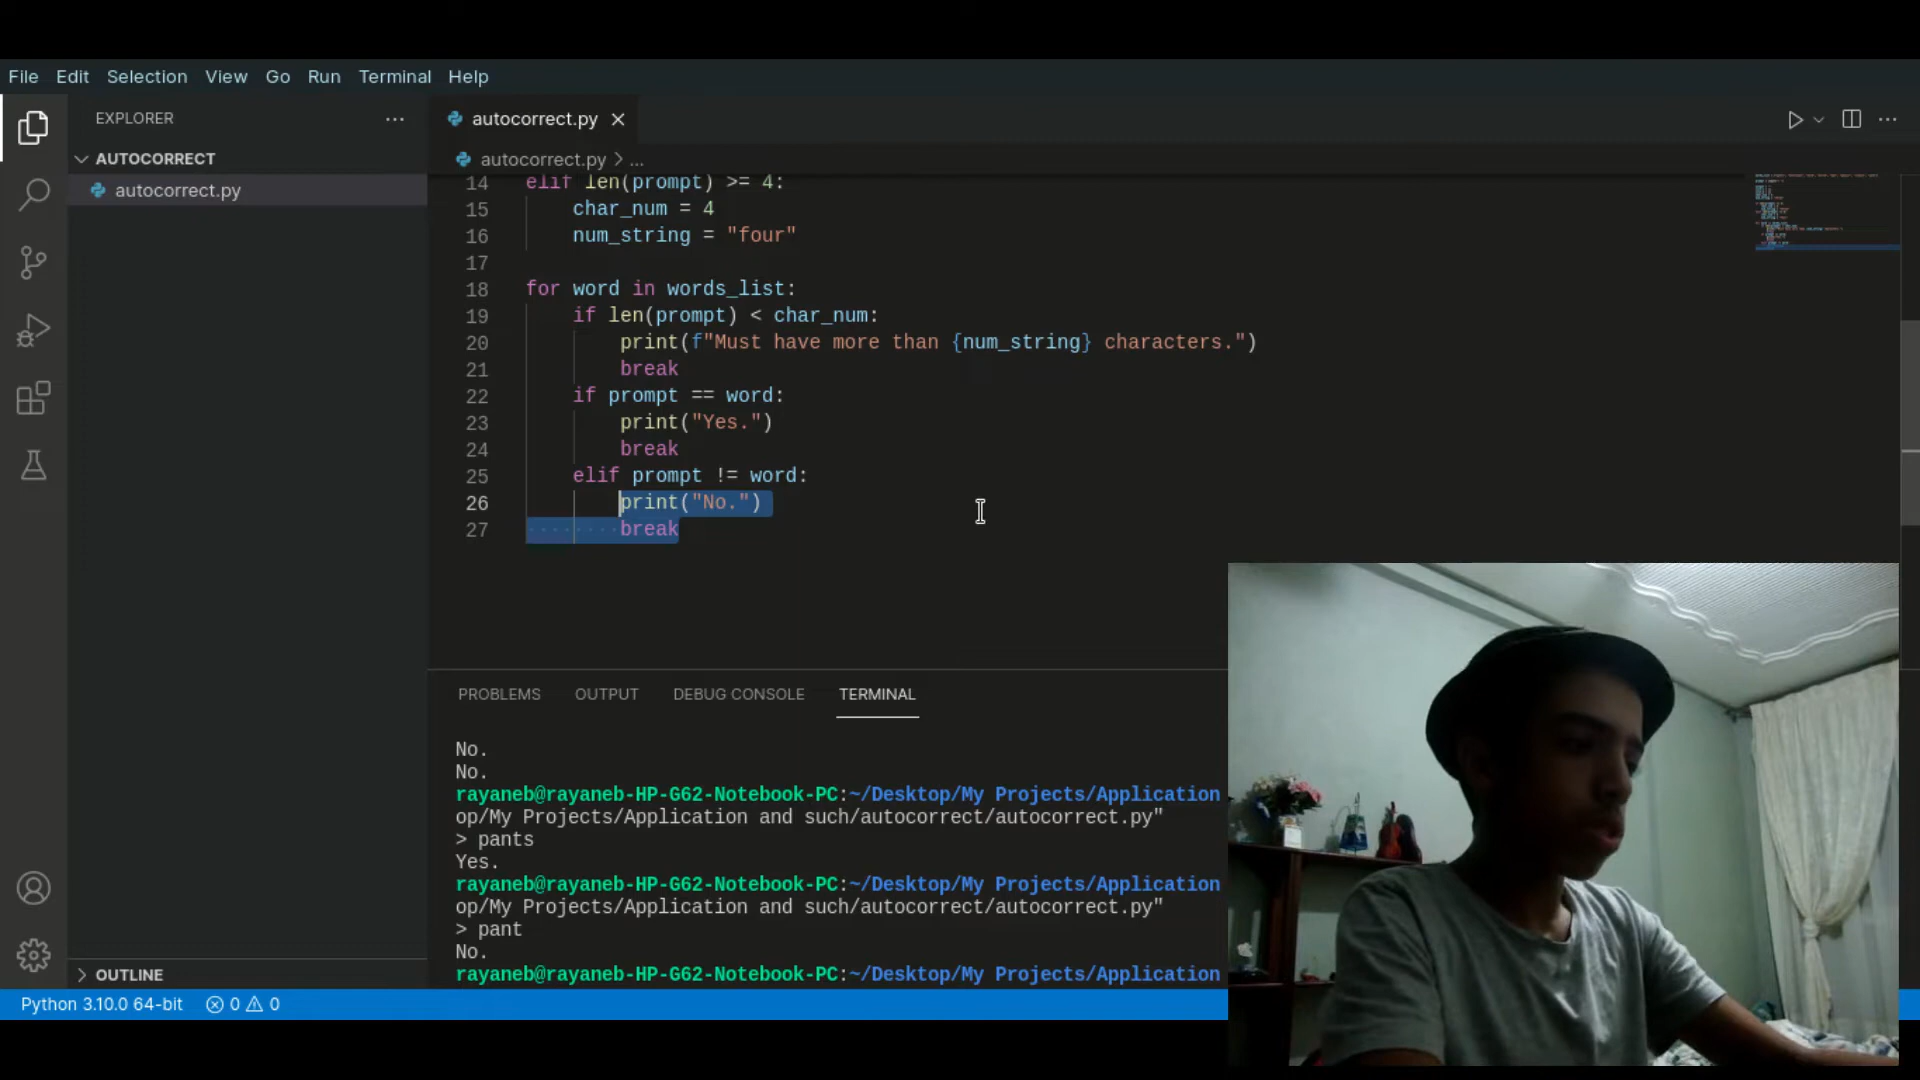 File Edit Selection View Go Run Terminal Help
EXPLORER
AUTOCORRECT
autocorrect.py
OUTLINE
autocorrect.py
autocorrect.py > ...
14 elif len(prompt) >= 4:
15 char_num = 4
16 num_string = "four"
17
18 for word in words_list:
19 if len(prompt) < char_num:
20 print(f"Must have more than {num_string} characters.")
21 break
22 if prompt == word:
23 print("Yes.")
24 break
25 elif prompt != word:
26 print("No.")
27 break
PROBLEMS OUTPUT DEBUG CONSOLE TERMINAL
No.
No.
rayaneb@rayaneb-HP-G62-Notebook-PC:~/Desktop/My Projects/Application
op/My Projects/Application and such/autocorrect/autocorrect.py"
> pants
Yes.
rayaneb@rayaneb-HP-G62-Notebook-PC:~/Desktop/My Projects/Application
op/My Projects/Application and such/autocorrect/autocorrect.py"
> pant
No.
rayaneb@rayaneb-HP-G62-Notebook-PC:~/Desktop/My Projects/Application
Python 3.10.0 64-bit 0 0